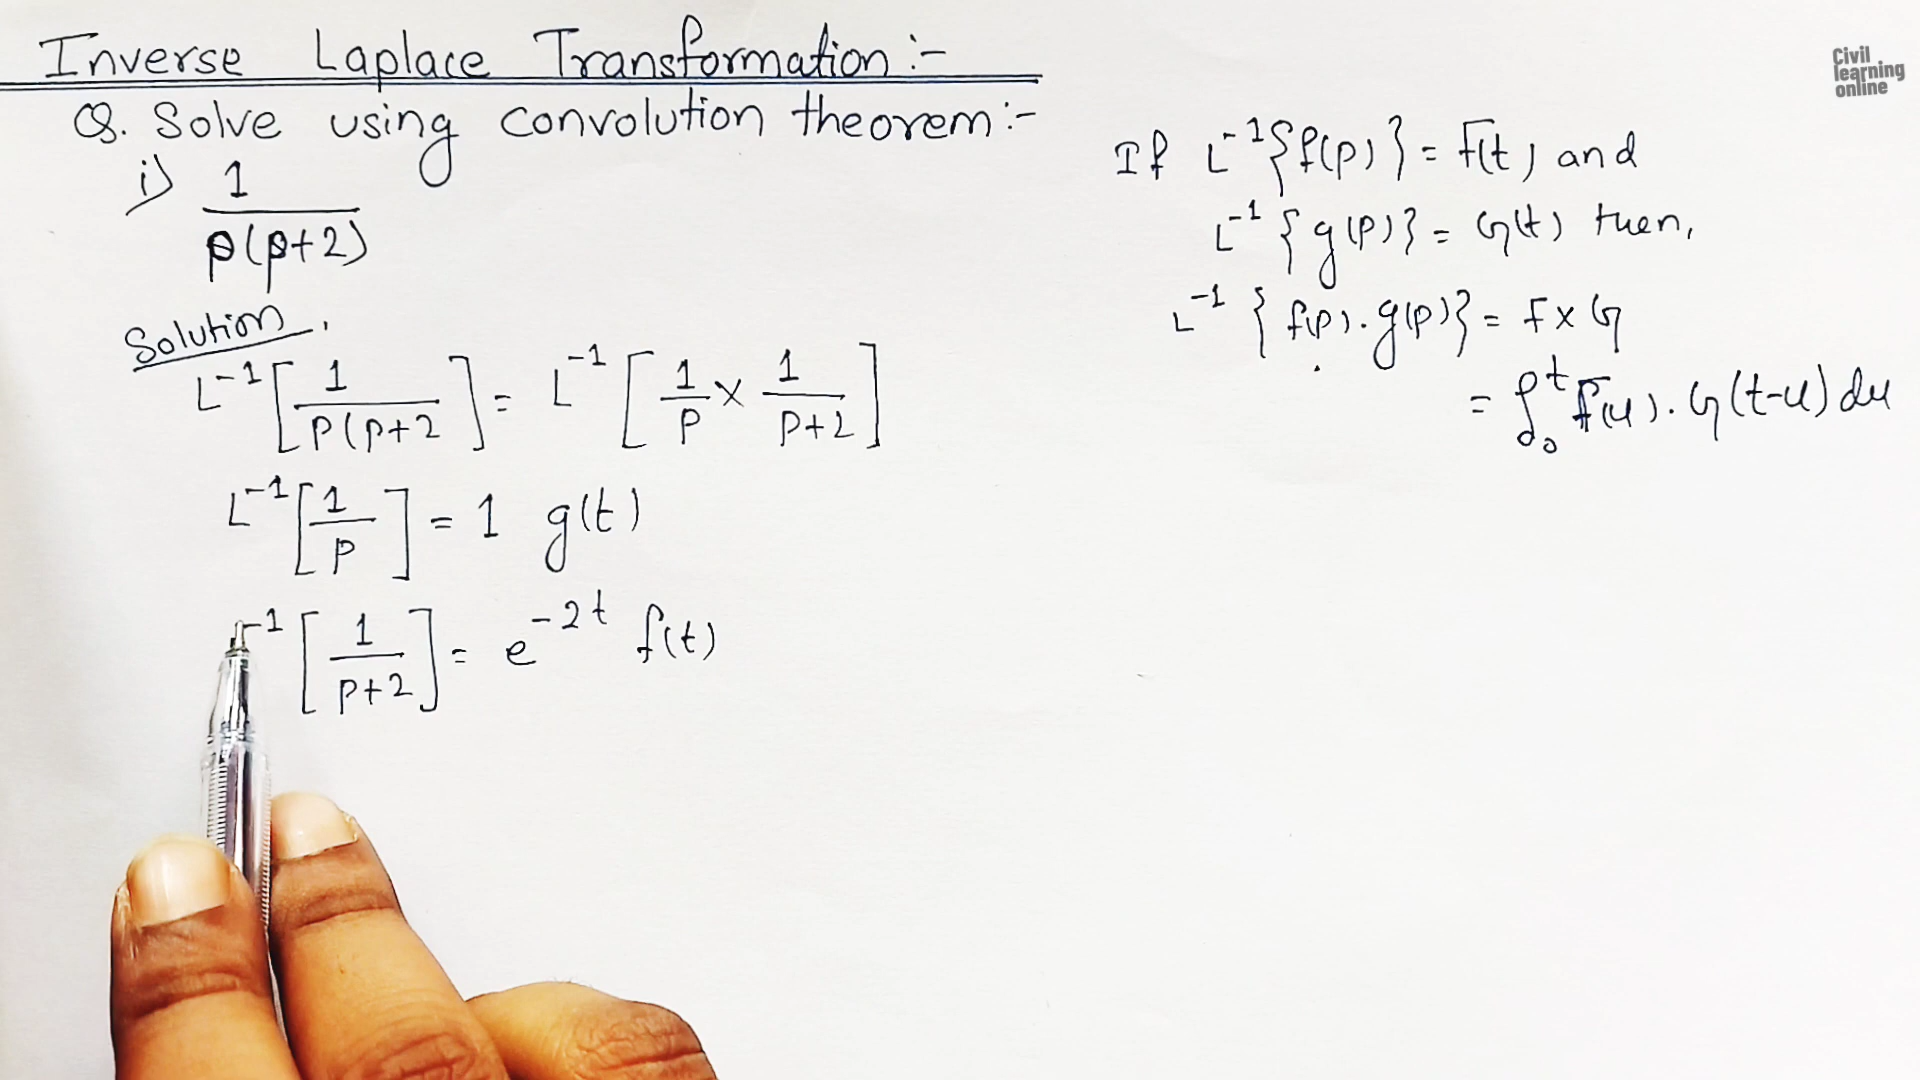 Inverse Laplace Transformation :-
Q. Solve using convolution theorem :-
i) 1
p(p+2)
Solution,
L⁻¹[1/p(p+2] = L⁻¹[1/p × 1/p+2]
L⁻¹[1/p] = 1 g(t)
⁻¹[1/p+2] = e⁻²ᵗ f(t)
If L⁻¹{f(p)} = F(t) and
L⁻¹{g(p)} = G(t) then,
L⁻¹{f(p).g(p)} = F × G
= ∫₀ᵗ F(u).G(t-u)du
Civil
learning
online